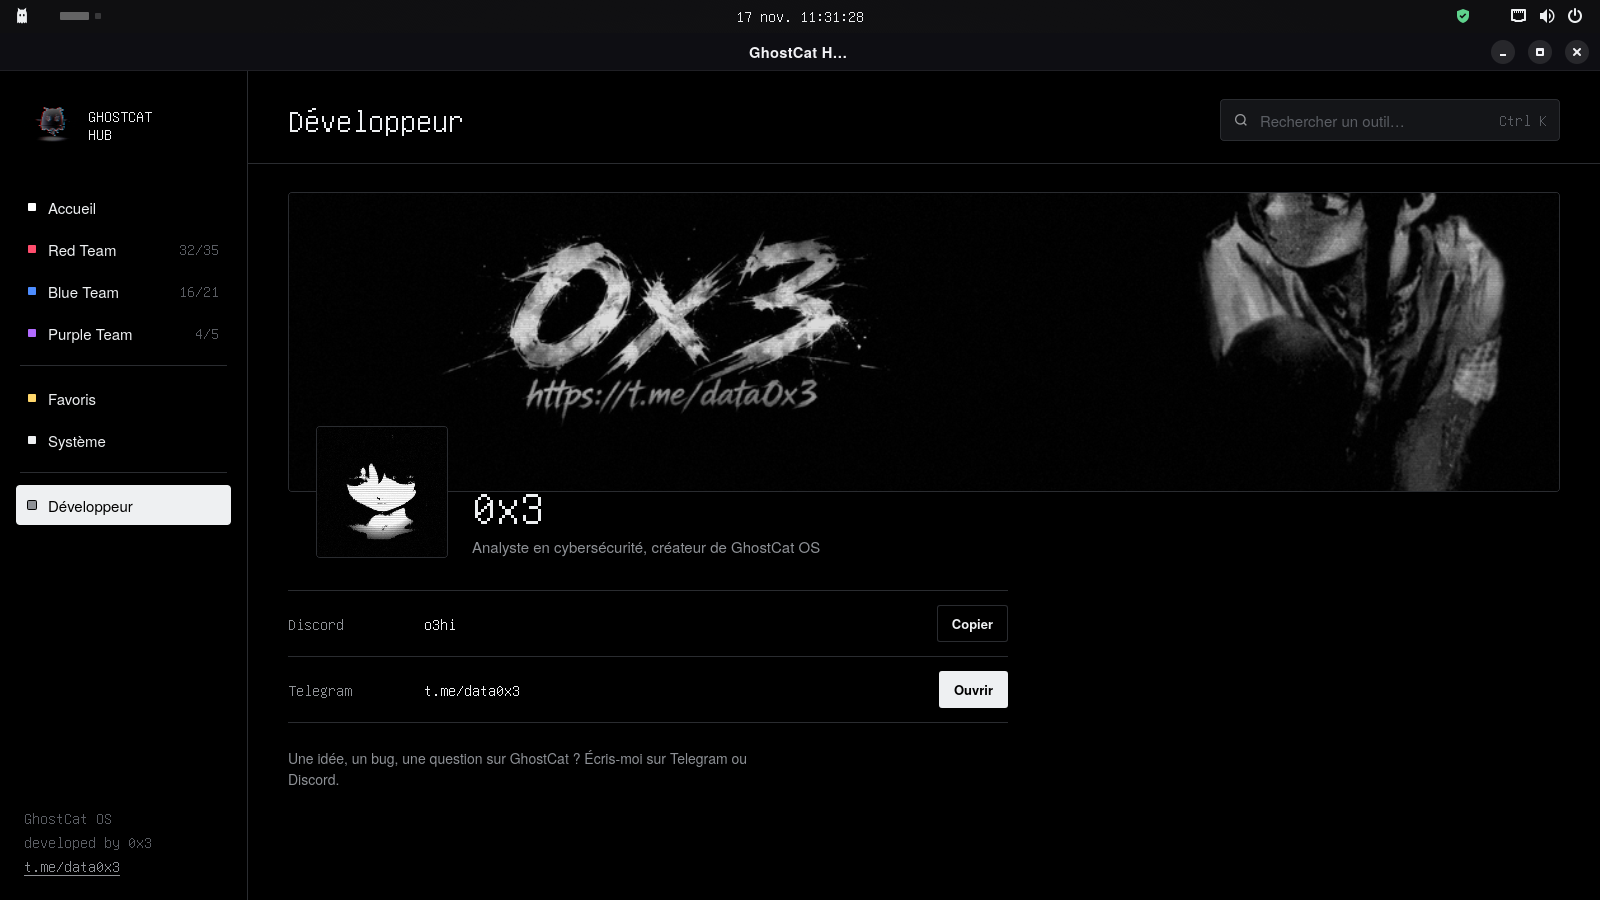 17 nov. 11:31:28
GhostCat H...
GHOSTCAT
HUB
Développeur
Rechercher un outil...
Ctrl K
Accueil
Red Team 32/35
Blue Team 16/21
Purple Team 4/5
Favoris
Système
Développeur
0x3
https://t.me/data0x3
0x3
Analyste en cybersécurité, créateur de GhostCat OS
Discord o3hi Copier
Telegram t.me/data0x3 Ouvrir
Une idée, un bug, une question sur GhostCat ? Écris-moi sur Telegram ou
Discord.
GhostCat OS
developed by 0x3
t.me/data0x3